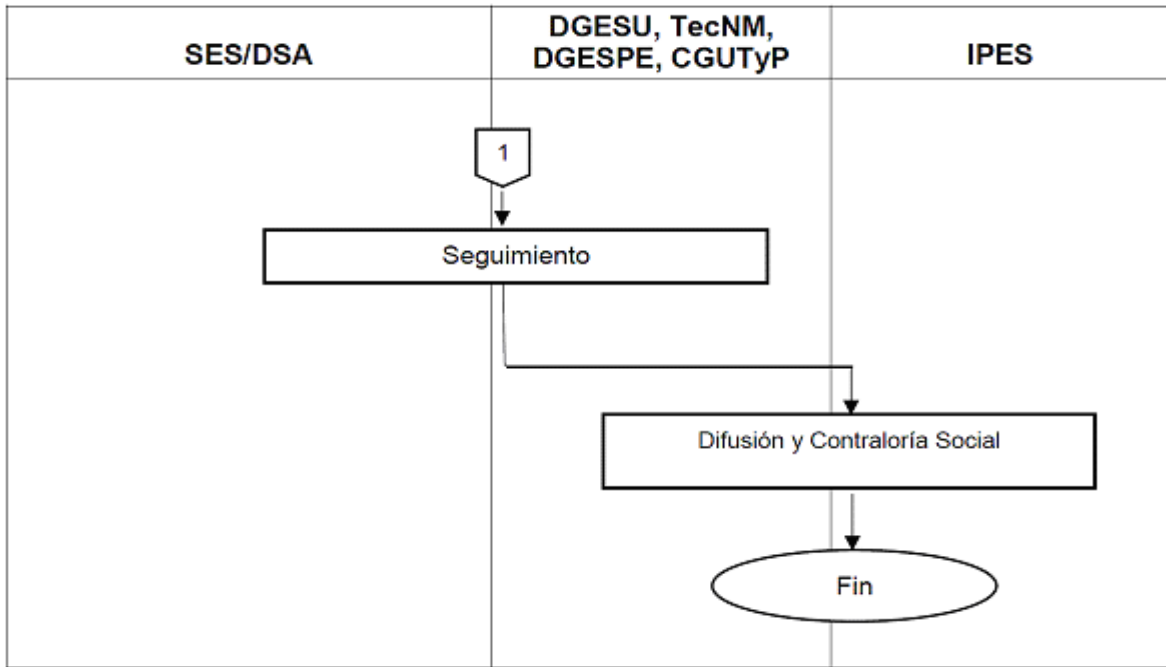 SES/DSA
DGESU, TecNM,
DGESPE, CGUTyP
IPES
1
Seguimiento
Difusión y Contraloría Social
Fin